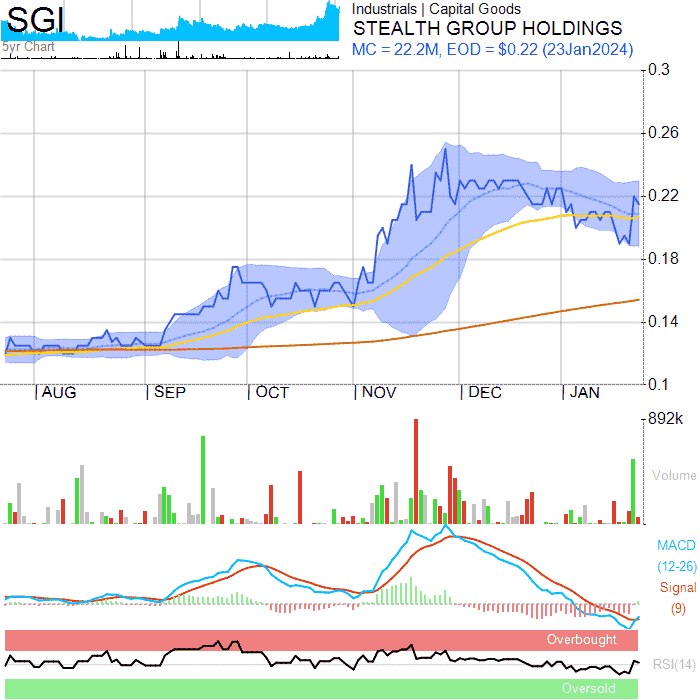 SGI
5yr Chart
Industrials | Capital Goods
STEALTH GROUP HOLDINGS
MC = 22.2M, EOD = $0.22 (23Jan2024)
0.3
0.26
0.22
0.18
0.14
0.1
|AUG |SEP |OCT |NOV |DEC |JAN
892k
Volume
MACD
(12-26)
Signal
(9)
Overbought
RSI(14)
Oversold